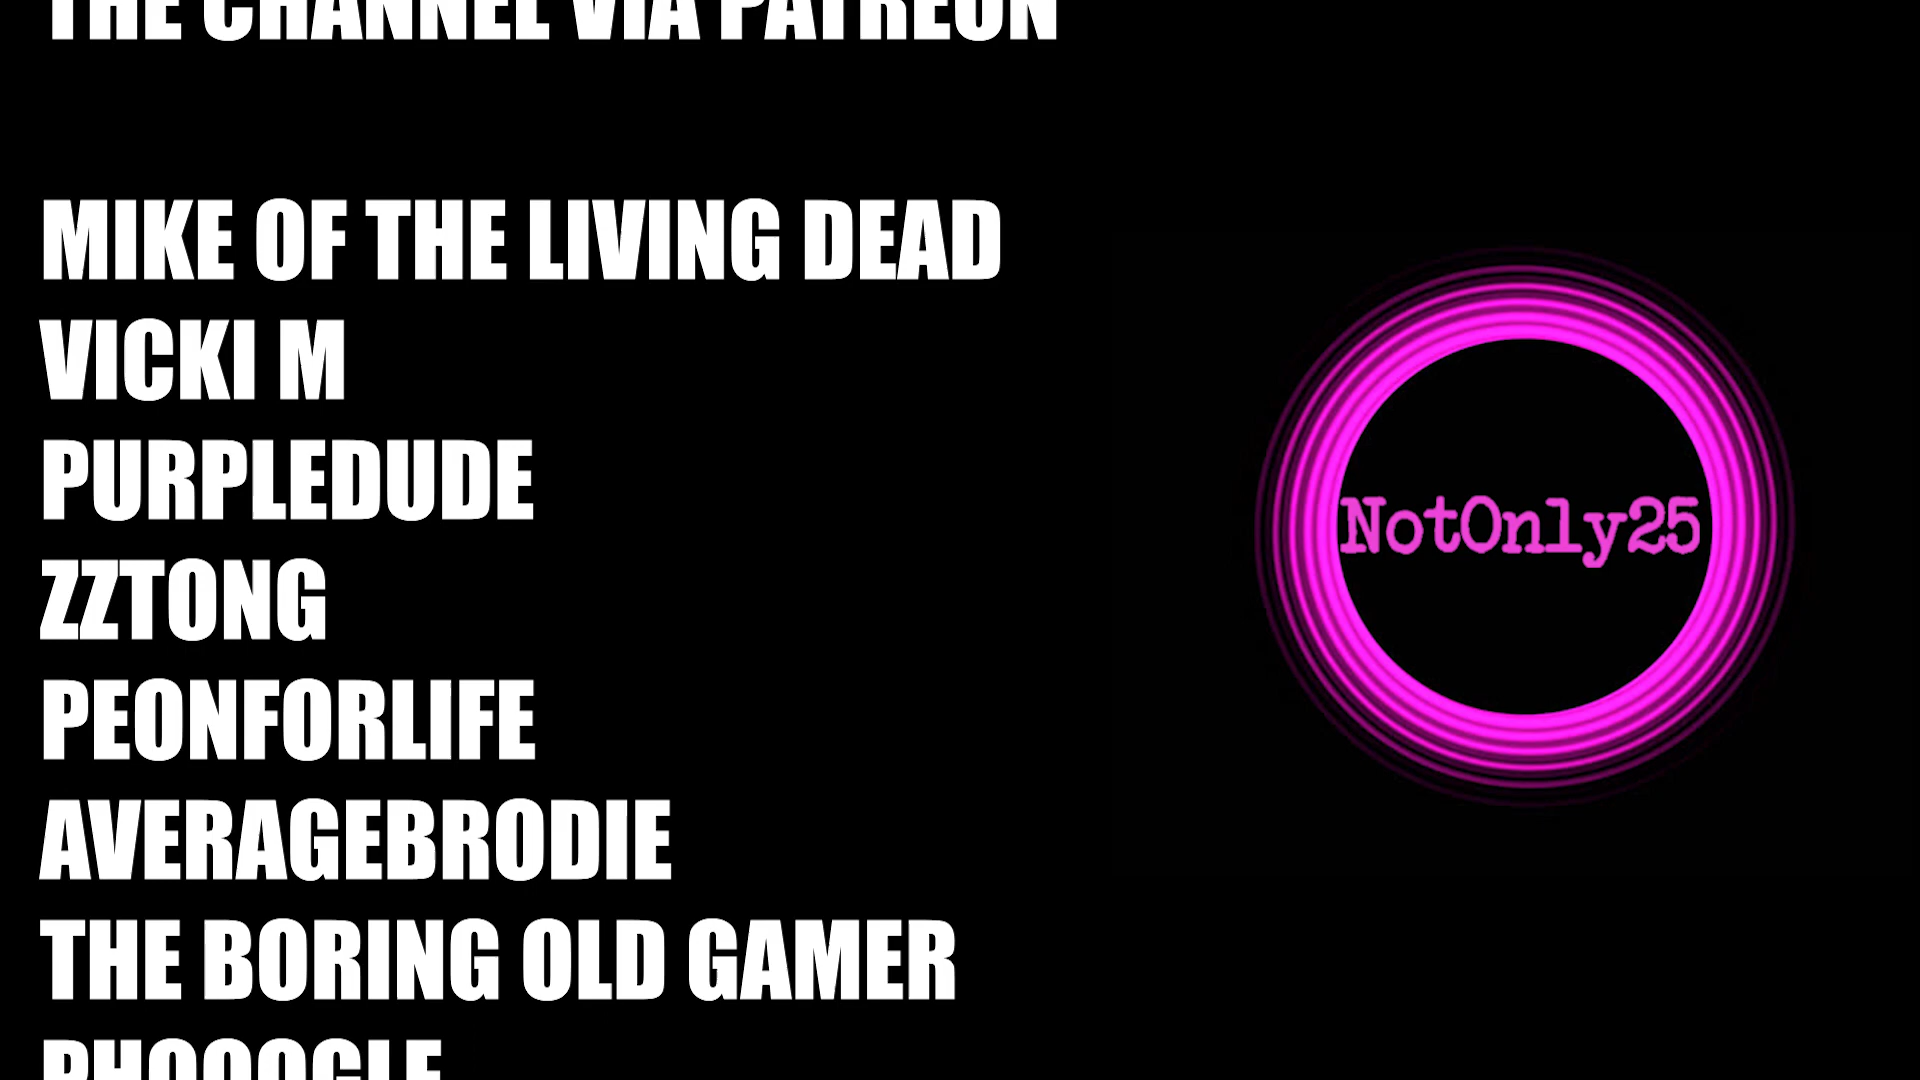 THE CHANNEL VIA PATREON
MIKE OF THE LIVING DEAD
VICKI M
PURPLEDUDE
ZZTONG
PEONFORLIFE
AVERAGEBRODIE
THE BORING OLD GAMER
NotOnly25